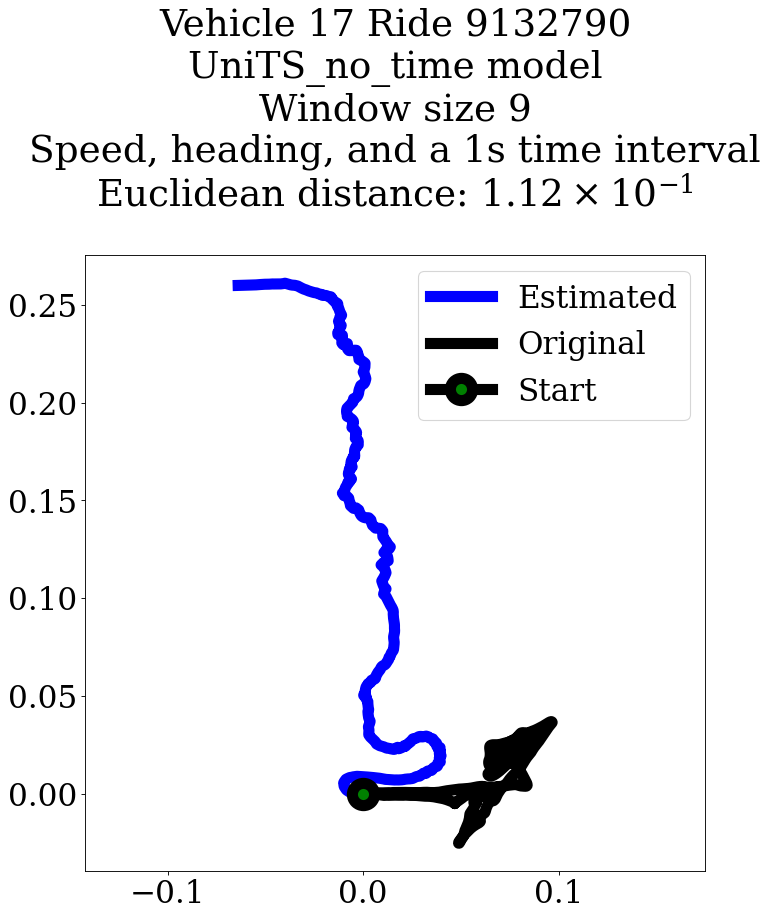 Vehicle 17 Ride 9132790
UniTS_no_time model
Window size 9
Speed, heading, and a 1s time interval
Euclidean distance: 1.12 × 10⁻¹
Estimated
Original
Start
0.25
0.20
0.15
0.10
0.05
0.00
−0.1
0.0
0.1